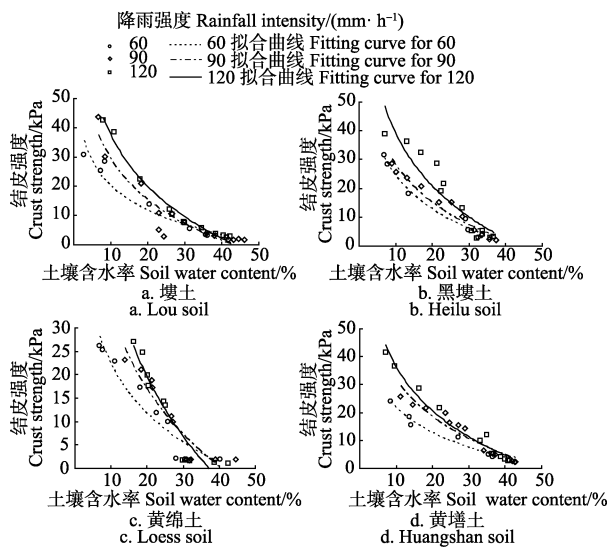 降雨强度 Rainfall intensity/(mm· h⁻¹)
60 60 拟合曲线 Fitting curve for 60
90 90 拟合曲线 Fitting curve for 90
120 120 拟合曲线 Fitting curve for 120
结皮强度
Crust strength/kPa
50
40
30
20
10
0
10 20 30 40 50
土壤含水率 Soil water content/%
a. 塿土
a. Lou soil
结皮强度
Crust strength/kPa
50
40
30
20
10
0
10 20 30 40 50
土壤含水率 Soil water content/%
b. 黑塿土
b. Heilu soil
结皮强度
Crust strength/kPa
30
25
20
15
10
5
0
10 20 30 40 50
土壤含水率 Soil water content/%
c. 黄绵土
c. Loess soil
结皮强度
Crust strength/kPa
50
40
30
20
10
0
10 20 30 40 50
土壤含水率 Soil water content/%
d. 黄墡土
d. Huangshan soil